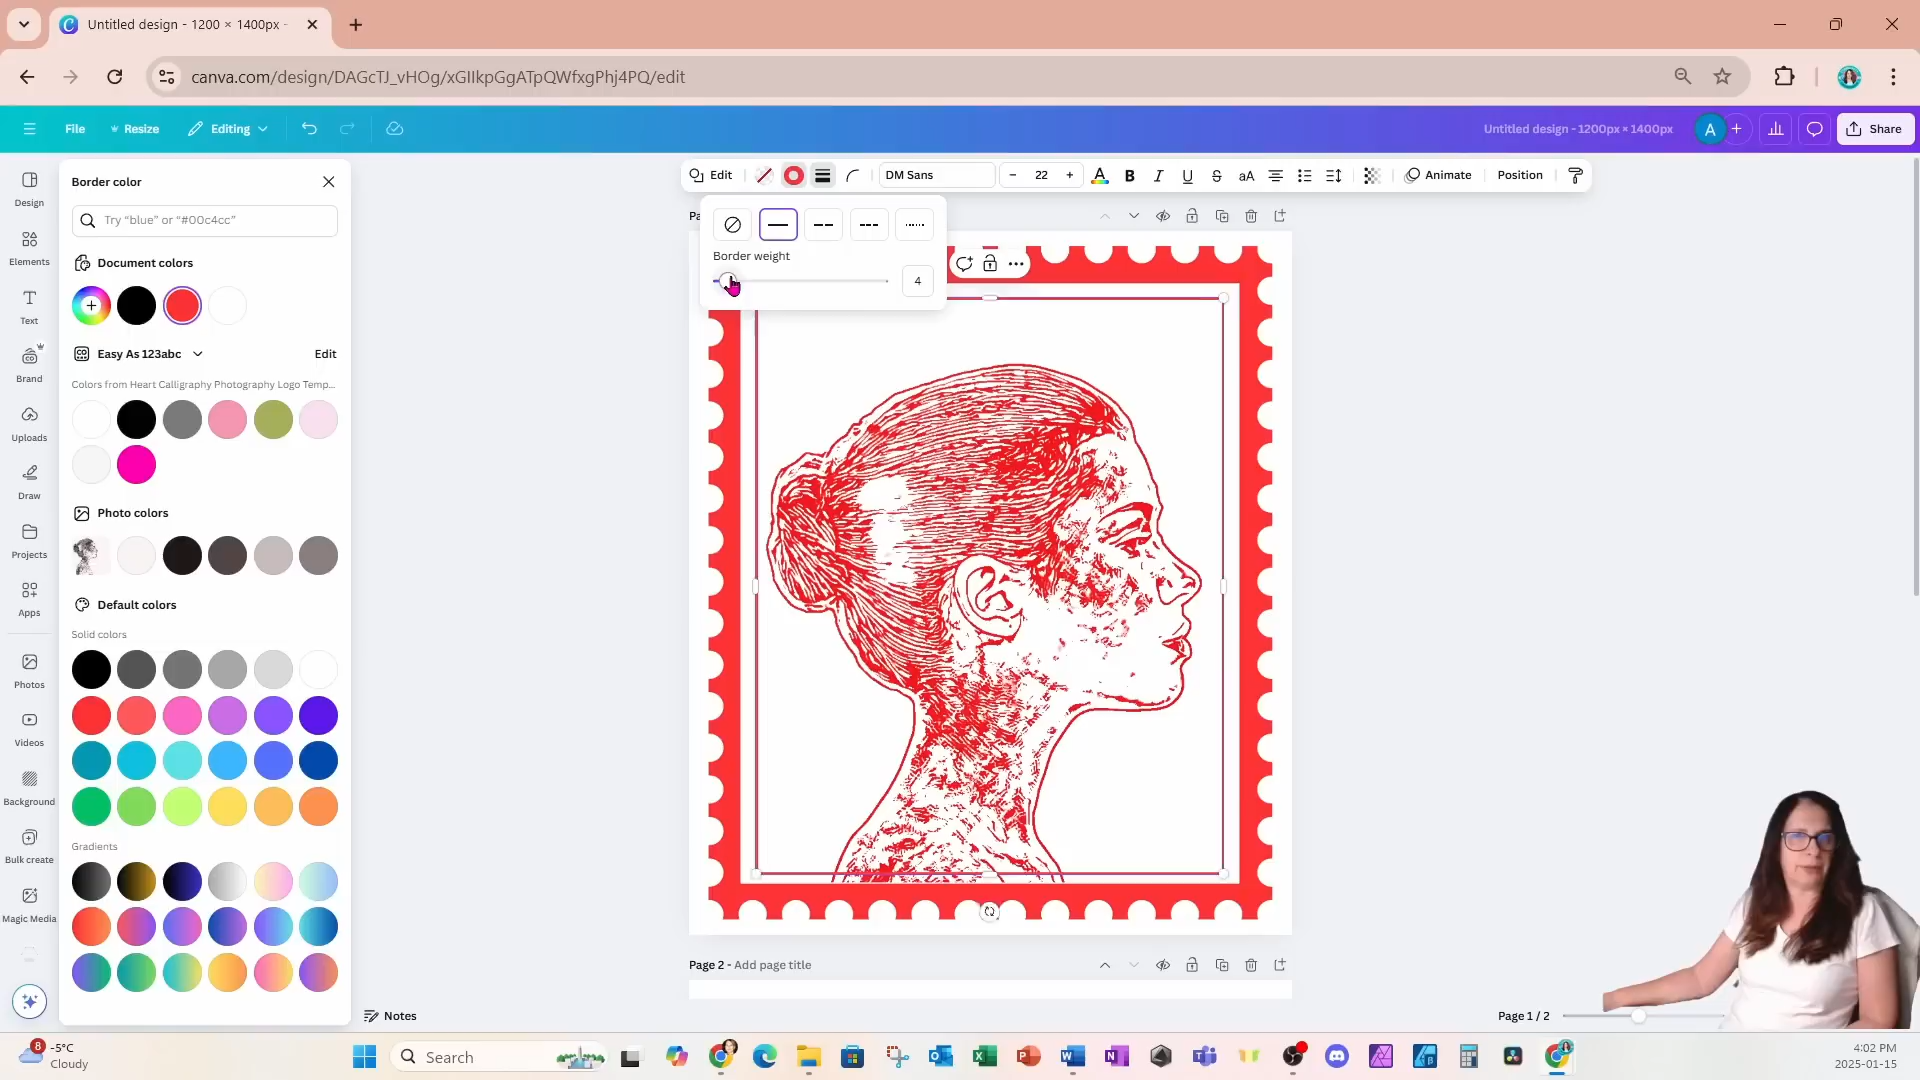 Untitled design - 1200 × 1400px -
canva.com/design/DAGcTJ_vHOg/xGIIkpGgATpQWfxgPhj4PQ/edit
File
Resize
Editing
Untitled design - 1200px × 1400px
A
Share
Design
Elements
Text
Brand
Uploads
Draw
Projects
Apps
Photos
Videos
Background
Bulk create
Magic Media
Border color
Try “blue” or “#00c4cc”
Document colors
Easy As 123abc
Edit
Colors from Heart Calligraphy Photography Logo Temp...
Photo colors
Default colors
Solid colors
Gradients
Edit
DM Sans
22
Animate
Position
Border weight
4
Page 2 - Add page title
Notes
Page 1 / 2
8
-5°C
Cloudy
Search
4:02 PM
2025-01-15